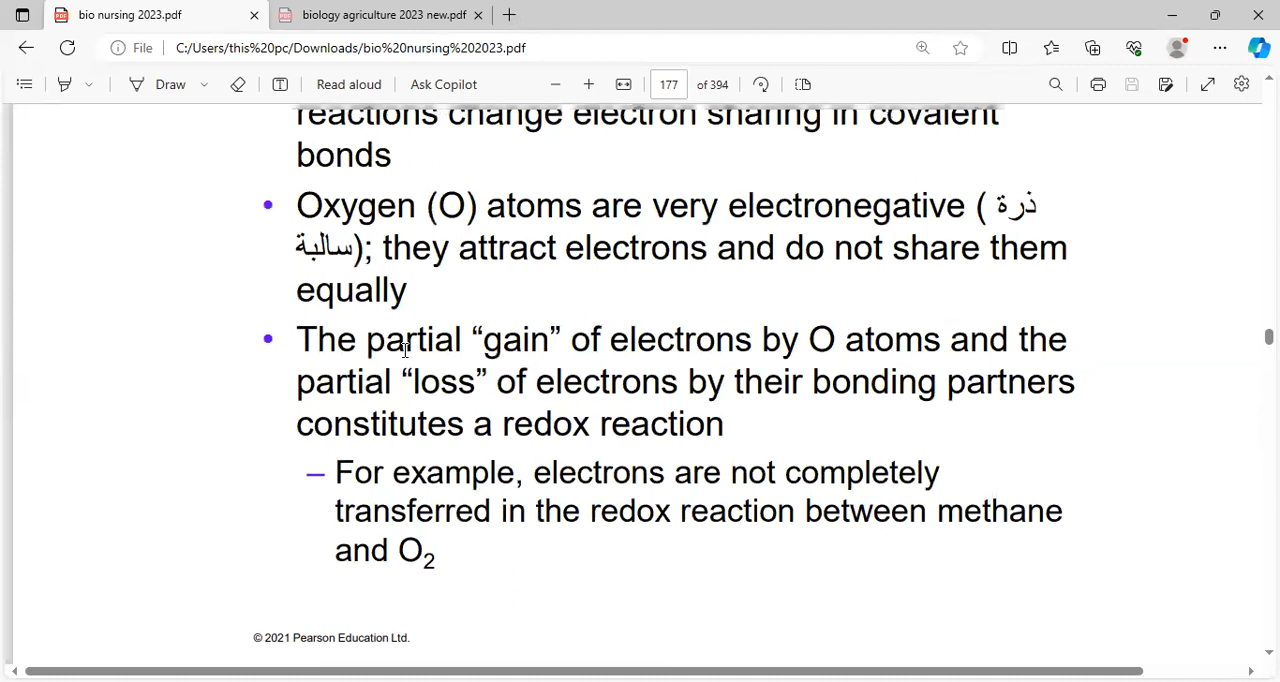 bio nursing 2023.pdf
biology agriculture 2023 new.pdf
File
C:/Users/this%20pc/Downloads/bio%20nursing%202023.pdf
Draw
Read aloud
Ask Copilot
177
of 394
reactions change electron sharing in covalent
bonds
• Oxygen (O) atoms are very electronegative ( ذرة
سالبة); they attract electrons and do not share them
equally
• The partial “gain” of electrons by O atoms and the
partial “loss” of electrons by their bonding partners
constitutes a redox reaction
– For example, electrons are not completely
transferred in the redox reaction between methane
and O₂
© 2021 Pearson Education Ltd.